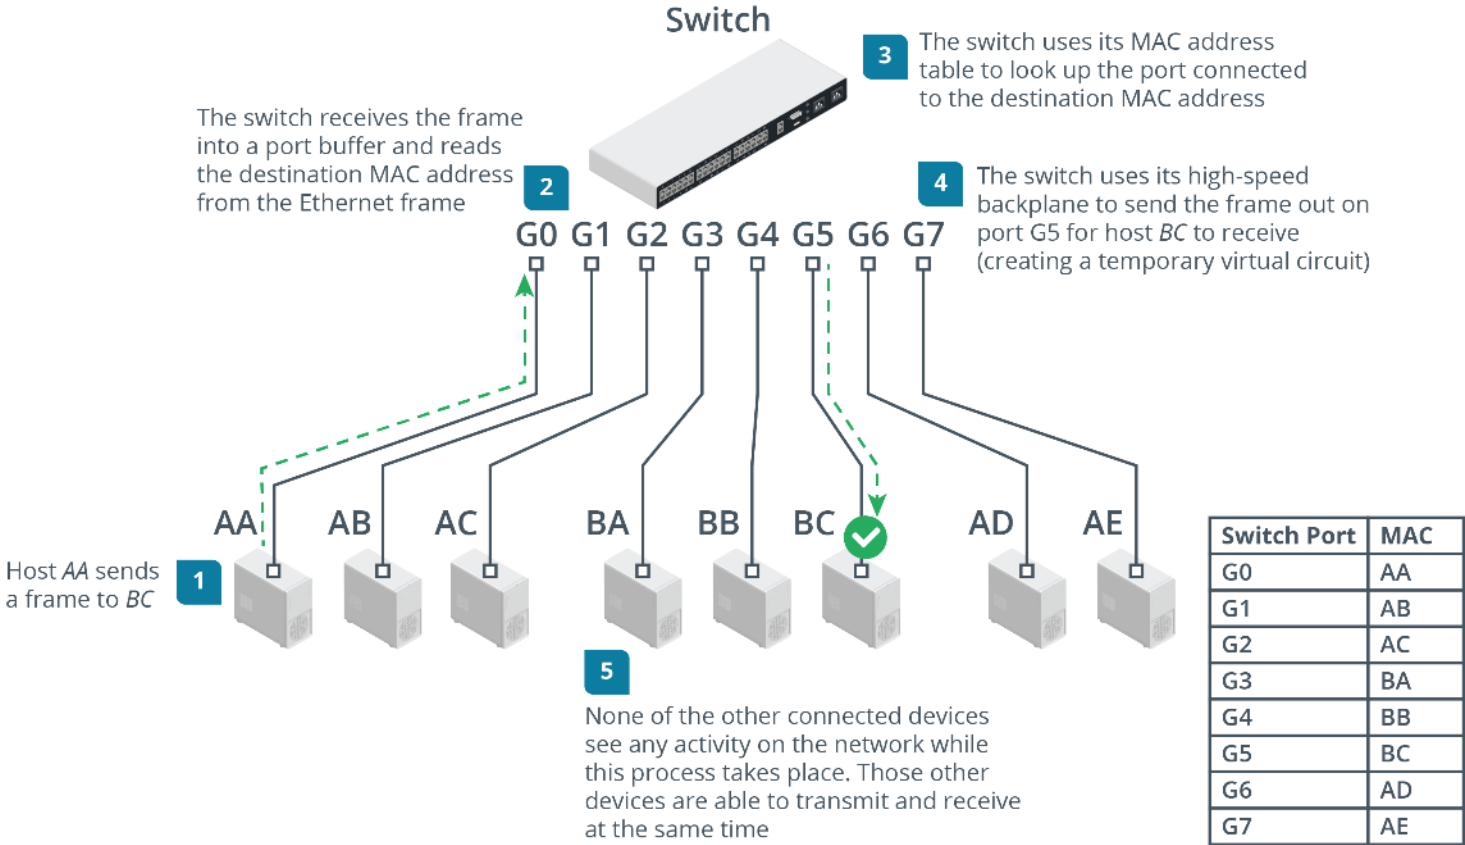 Switch
3
The switch uses its MAC address
table to look up the port connected
to the destination MAC address
The switch receives the frame
into a port buffer and reads
the destination MAC address
from the Ethernet frame
2
4
The switch uses its high-speed
backplane to send the frame out on
port G5 for host BC to receive
(creating a temporary virtual circuit)
G0 G1 G2 G3 G4 G5 G6 G7
AA AB AC BA BB BC AD AE
Host AA sends
a frame to BC
1
5
None of the other connected devices
see any activity on the network while
this process takes place. Those other
devices are able to transmit and receive
at the same time
Switch Port MAC
G0 AA
G1 AB
G2 AC
G3 BA
G4 BB
G5 BC
G6 AD
G7 AE